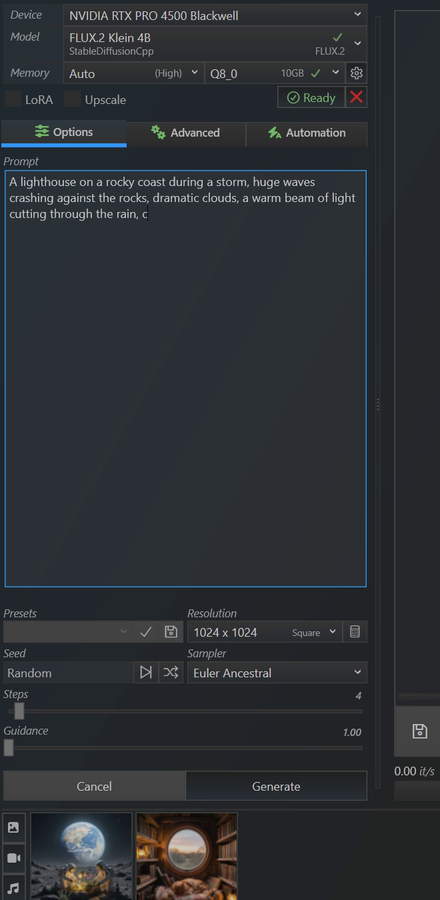 Device
NVIDIA RTX PRO 4500 Blackwell
Model
FLUX.2 Klein 4B
StableDiffusionCpp
FLUX.2
Memory
Auto
(High)
Q8_0
10GB
LoRA
Upscale
Ready
Options
Advanced
Automation
Prompt
A lighthouse on a rocky coast during a storm, huge waves
crashing against the rocks, dramatic clouds, a warm beam of light
cutting through the rain, c
Presets
Resolution
1024 x 1024
Square
Seed
Sampler
Random
Euler Ancestral
Steps
4
Guidance
1.00
0.00 it/s
Cancel
Generate